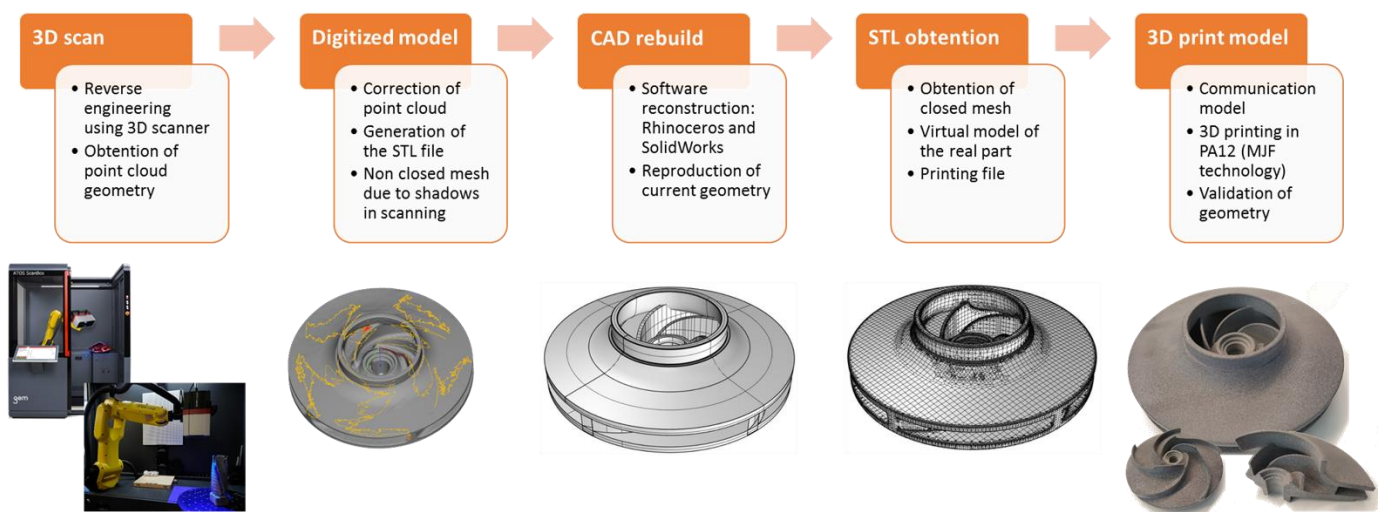 3D scan
• Reverse
engineering
using 3D scanner
• Obtention of
point cloud
geometry
Digitized model
• Correction of
point cloud
• Generation of
the STL file
• Non closed mesh
due to shadows
in scanning
CAD rebuild
• Software
reconstruction:
Rhinoceros and
SolidWorks
• Reproduction of
current geometry
STL obtention
• Obtention of
closed mesh
• Virtual model of
the real part
• Printing file
3D print model
• Communication
model
• 3D printing in
PA12 (MJF
technology)
• Validation of
geometry
ATOS ScanBox
gom